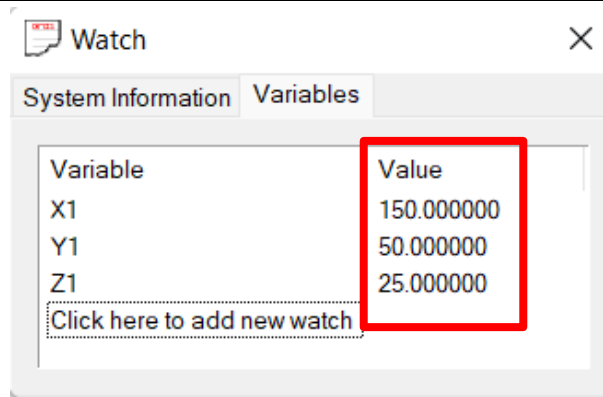 Watch
System Information Variables
Variable Value
X1 150.000000
Y1 50.000000
Z1 25.000000
Click here to add new watch